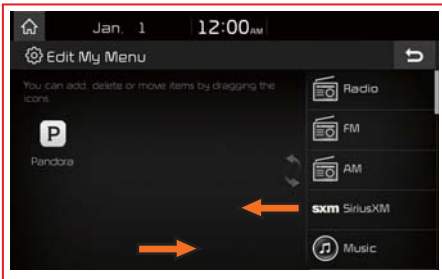 Jan. 1 12:00AM
Edit My Menu
You can add, delete or move items by dragging the
icons.
P
Pandora
Radio
FM
AM
sxm SiriusXM
Music